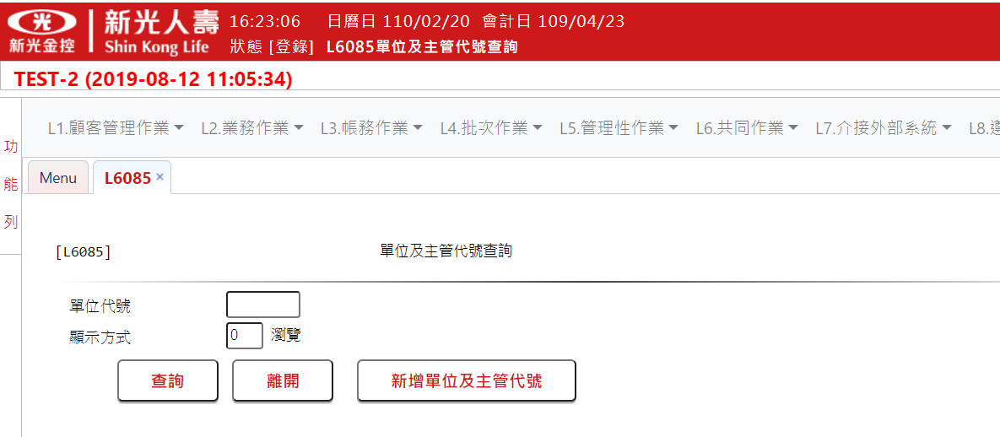 新光金控 新光人壽 16:23:06 日曆日 110/02/20 會計日 109/04/23
Shin Kong Life 狀態 [登錄] L6085單位及主管代號查詢
TEST-2 (2019-08-12 11:05:34)
功能列
L1.顧客管理作業 L2.業務作業 L3.帳務作業 L4.批次作業 L5.管理性作業 L6.共同作業 L7.介接外部系統 L8.
Menu L6085 ×
[L6085] 單位及主管代號查詢
單位代號
顯示方式 0 瀏覽
查詢 離開 新增單位及主管代號